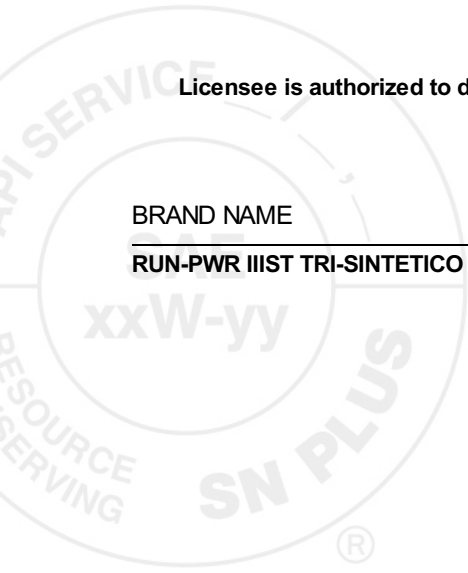 Licensee is authorized to d
BRAND NAME
RUN-PWR IIIST TRI-SINTETICO
API SERVICE
SAE
xxW-yy
RESOURCE
SERVING
SN PLUS
®